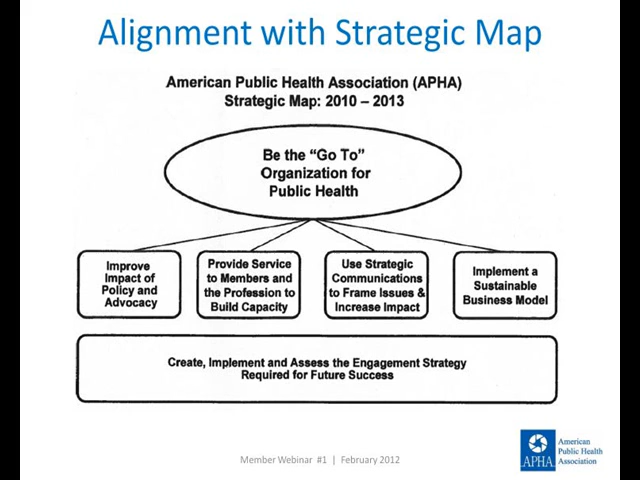 Alignment with Strategic Map
American Public Health Association (APHA)
Strategic Map: 2010 – 2013
Be the “Go To”
Organization for
Public Health
Improve
Impact of
Policy and
Advocacy
Provide Service
to Members and
the Profession to
Build Capacity
Use Strategic
Communications
to Frame Issues &
Increase Impact
Implement a
Sustainable
Business Model
Create, Implement and Assess the Engagement Strategy
Required for Future Success
Member Webinar #1 | February 2012
APHA
American
Public Health
Association